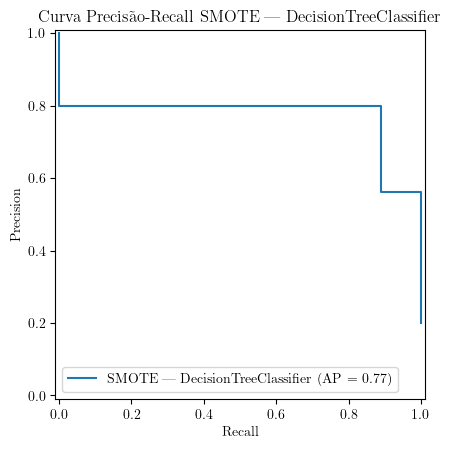 Curva Precisão-Recall SMOTE — DecisionTreeClassifier
1.0
0.8
0.6
0.4
0.2
0.0
Precision
SMOTE — DecisionTreeClassifier (AP = 0.77)
0.0 0.2 0.4 0.6 0.8 1.0
Recall